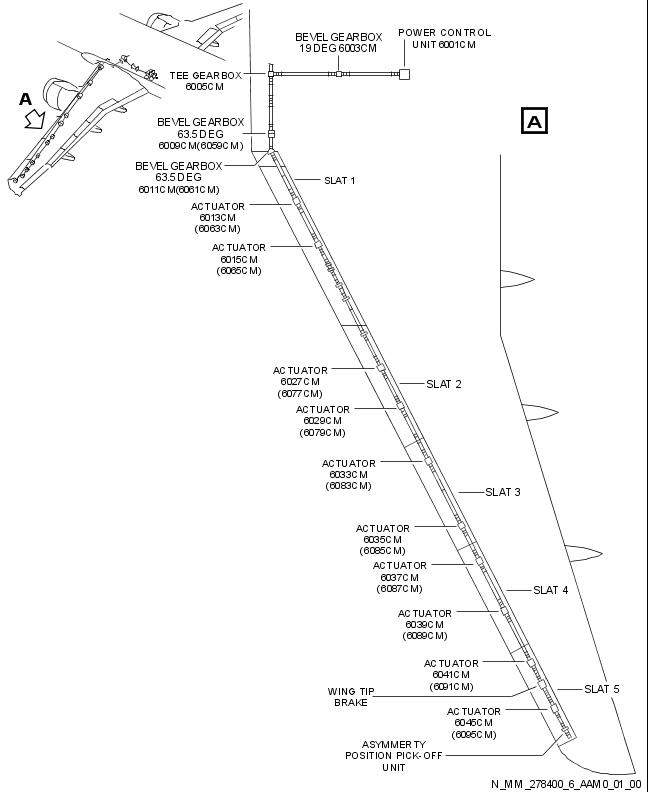 BEVEL GEARBOX
19 DEG 6003CM
POWER CONTROL
UNIT 6001CM
TEE GEARBOX
6005CM
A
A
BEVEL GEARBOX
63.5 DEG
6009CM(6059CM)
BEVEL GEARBOX
63.5 DEG
6011CM(6061CM)
SLAT 1
ACTUATOR
6013CM
(6063CM)
ACTUATOR
6015CM
(6065CM)
ACTUATOR
6027CM
(6077CM)
SLAT 2
ACTUATOR
6029CM
(6079CM)
ACTUATOR
6033CM
(6083CM)
SLAT 3
ACTUATOR
6035CM
(6085CM)
ACTUATOR
6037CM
(6087CM)
SLAT 4
ACTUATOR
6039CM
(6089CM)
ACTUATOR
6041CM
(6091CM)
WING TIP
BRAKE
SLAT 5
ACTUATOR
6045CM
(6095CM)
ASYMMERTY
POSITION PICK-OFF
UNIT
N_MM_278400_6_AAM0_01_00